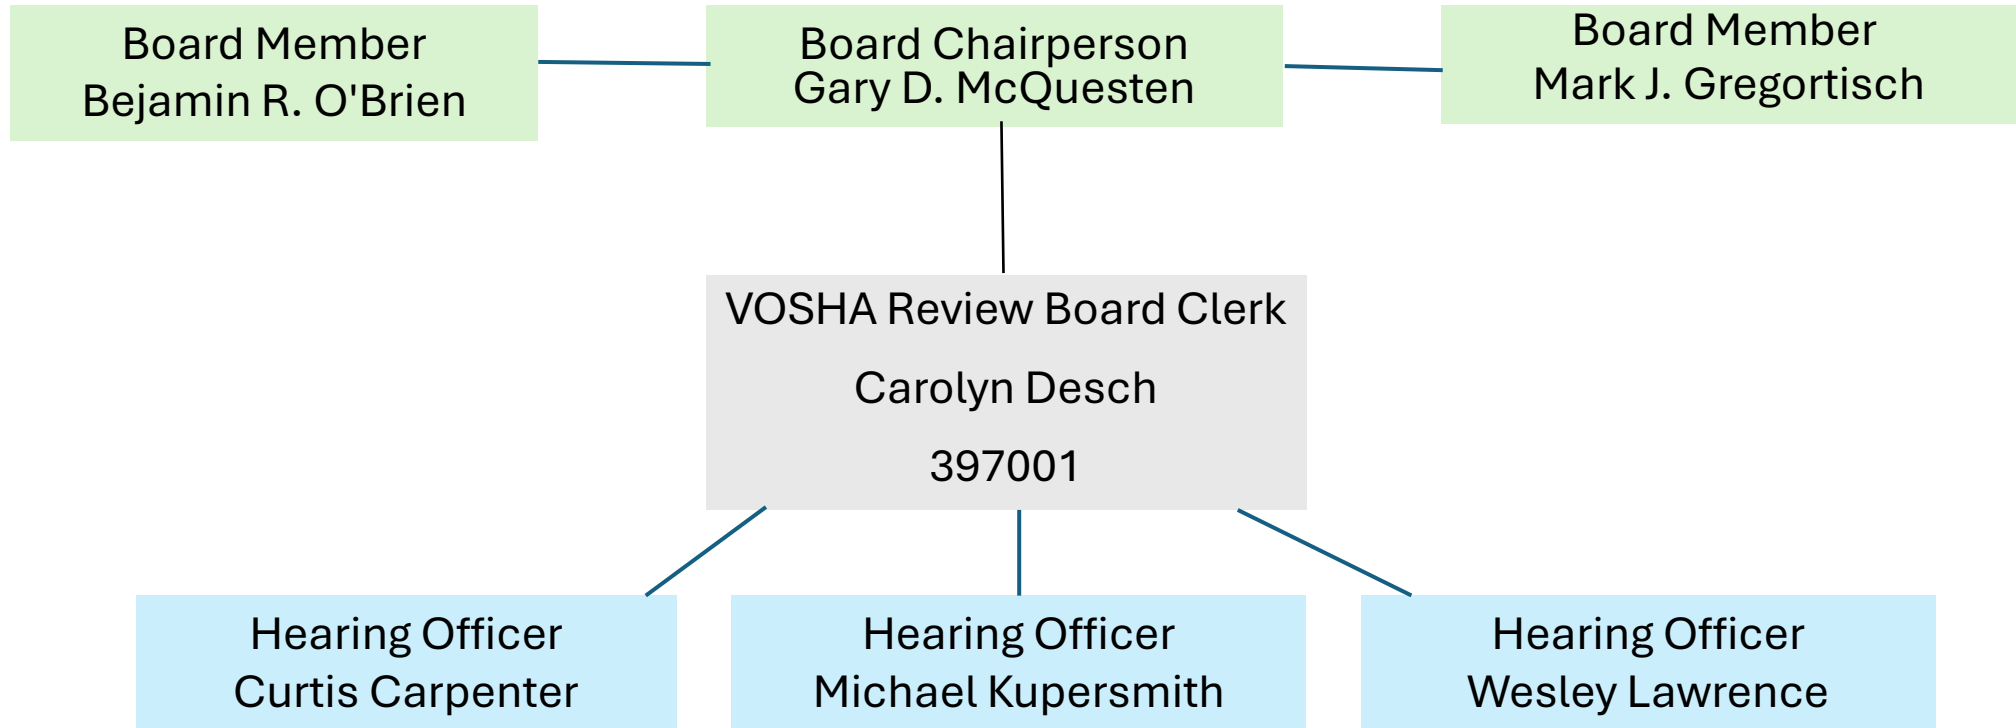 Board Member
Bejamin R. O'Brien
Board Chairperson
Gary D. McQuesten
Board Member
Mark J. Gregortisch
VOSHA Review Board Clerk
Carolyn Desch
397001
Hearing Officer
Curtis Carpenter
Hearing Officer
Michael Kupersmith
Hearing Officer
Wesley Lawrence